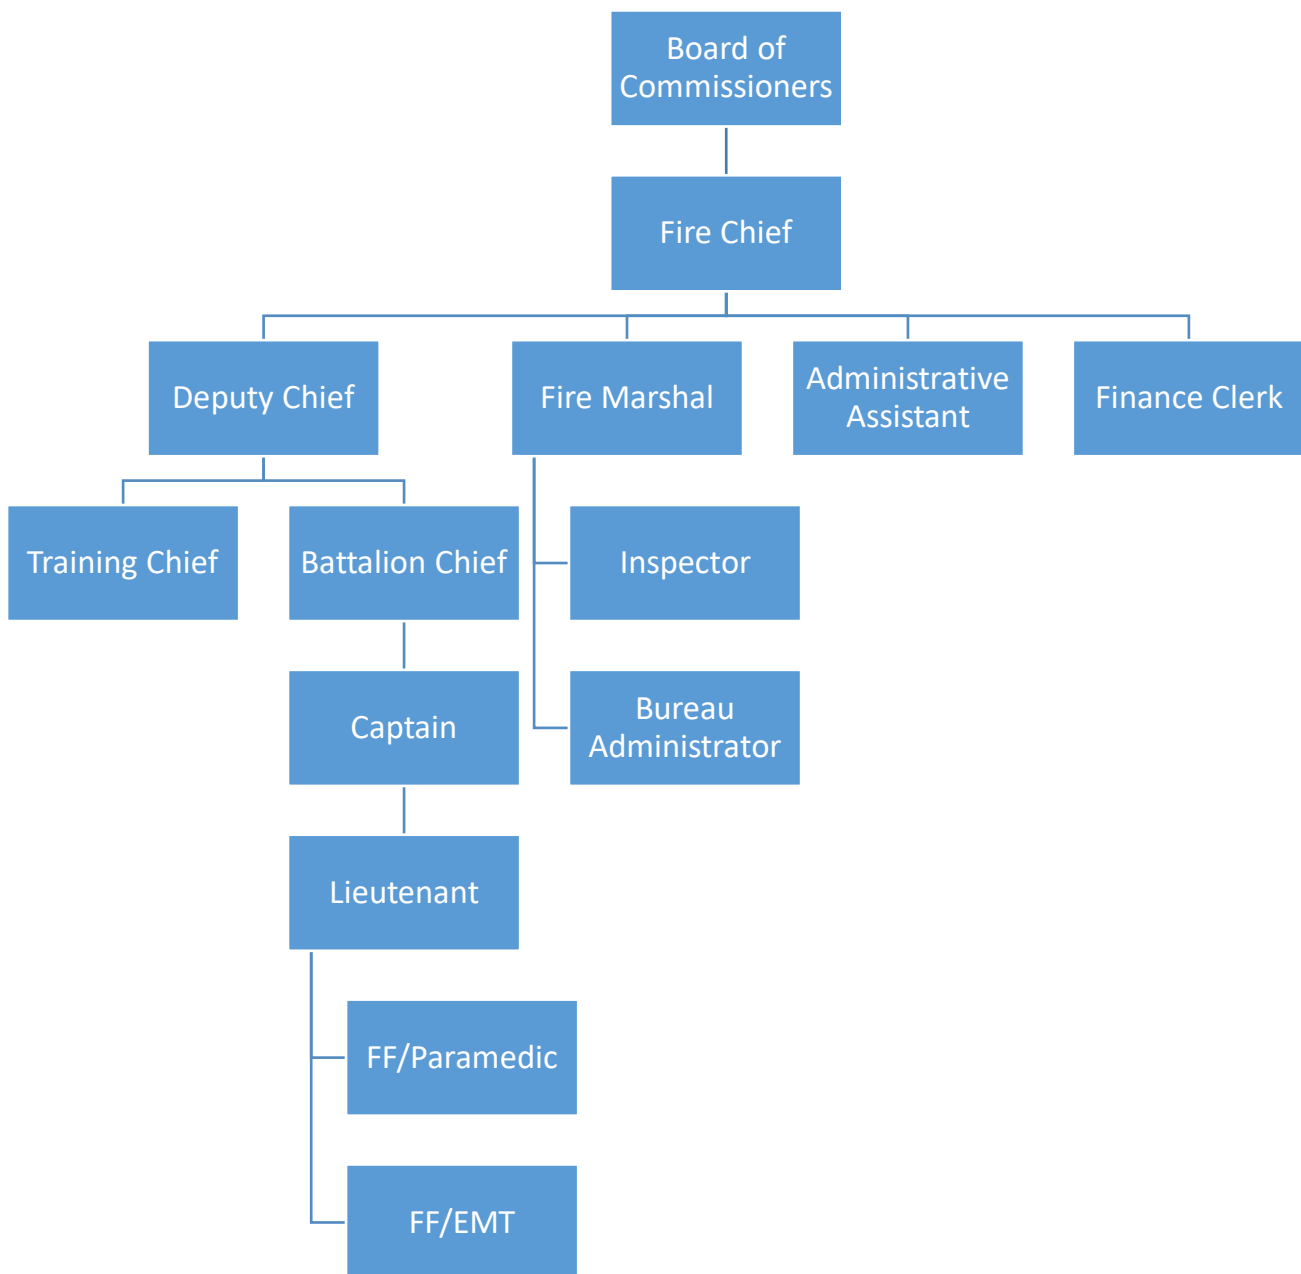 Board of
Commissioners
Fire Chief
Deputy Chief
Fire Marshal
Administrative
Assistant
Finance Clerk
Training Chief
Battalion Chief
Inspector
Captain
Bureau
Administrator
Lieutenant
FF/Paramedic
FF/EMT